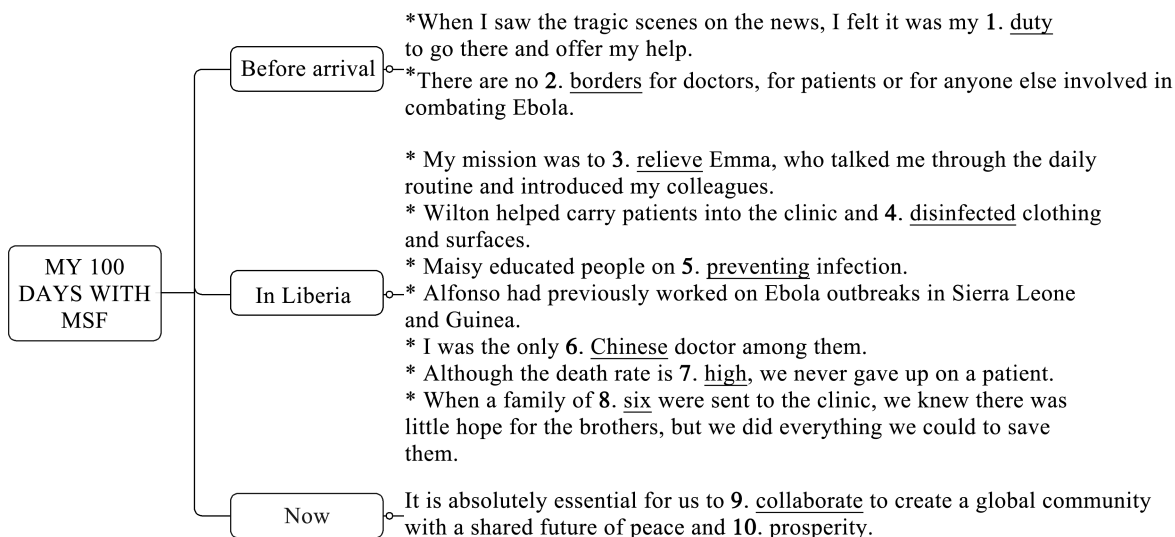 *When I saw the tragic scenes on the news, I felt it was my 1. duty
to go there and offer my help.
Before arrival
*There are no 2. borders for doctors, for patients or for anyone else involved in
combating Ebola.
* My mission was to 3. relieve Emma, who talked me through the daily
routine and introduced my colleagues.
* Wilton helped carry patients into the clinic and 4. disinfected clothing
and surfaces.
MY 100
DAYS WITH
MSF
In Liberia
* Maisy educated people on 5. preventing infection.
* Alfonso had previously worked on Ebola outbreaks in Sierra Leone
and Guinea.
* I was the only 6. Chinese doctor among them.
* Although the death rate is 7. high, we never gave up on a patient.
* When a family of 8. six were sent to the clinic, we knew there was
little hope for the brothers, but we did everything we could to save
them.
Now
It is absolutely essential for us to 9. collaborate to create a global community
with a shared future of peace and 10. prosperity.